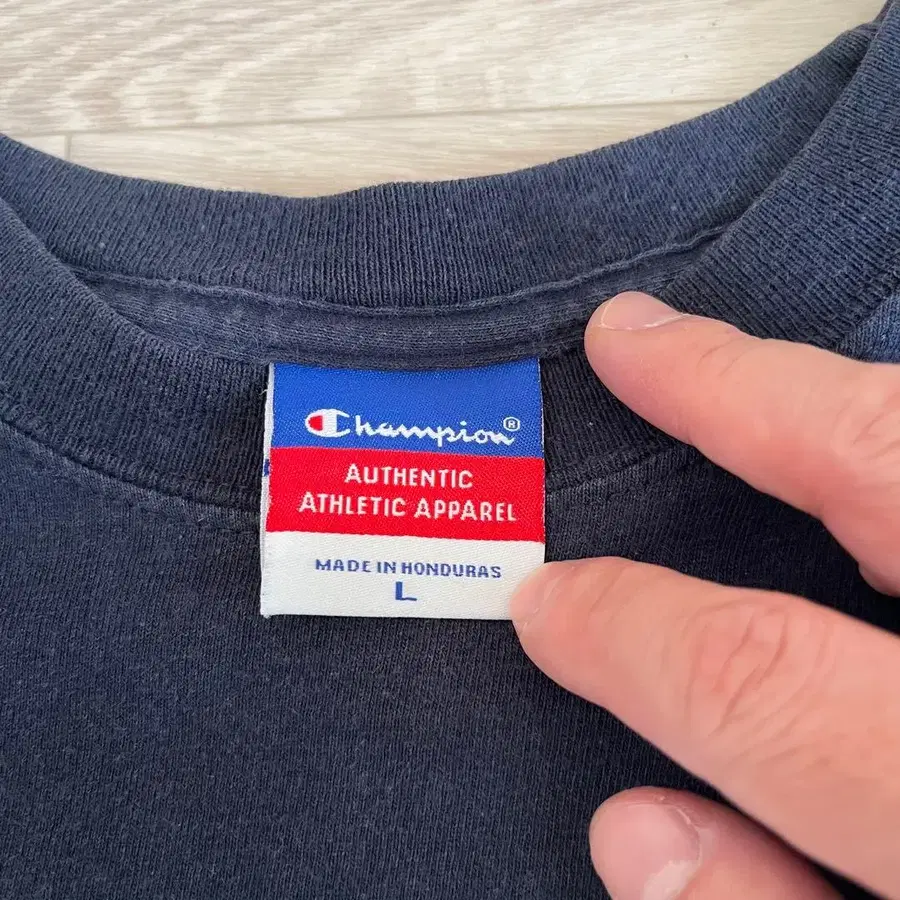 Champion®
AUTHENTIC
ATHLETIC APPAREL
MADE IN HONDURAS
L